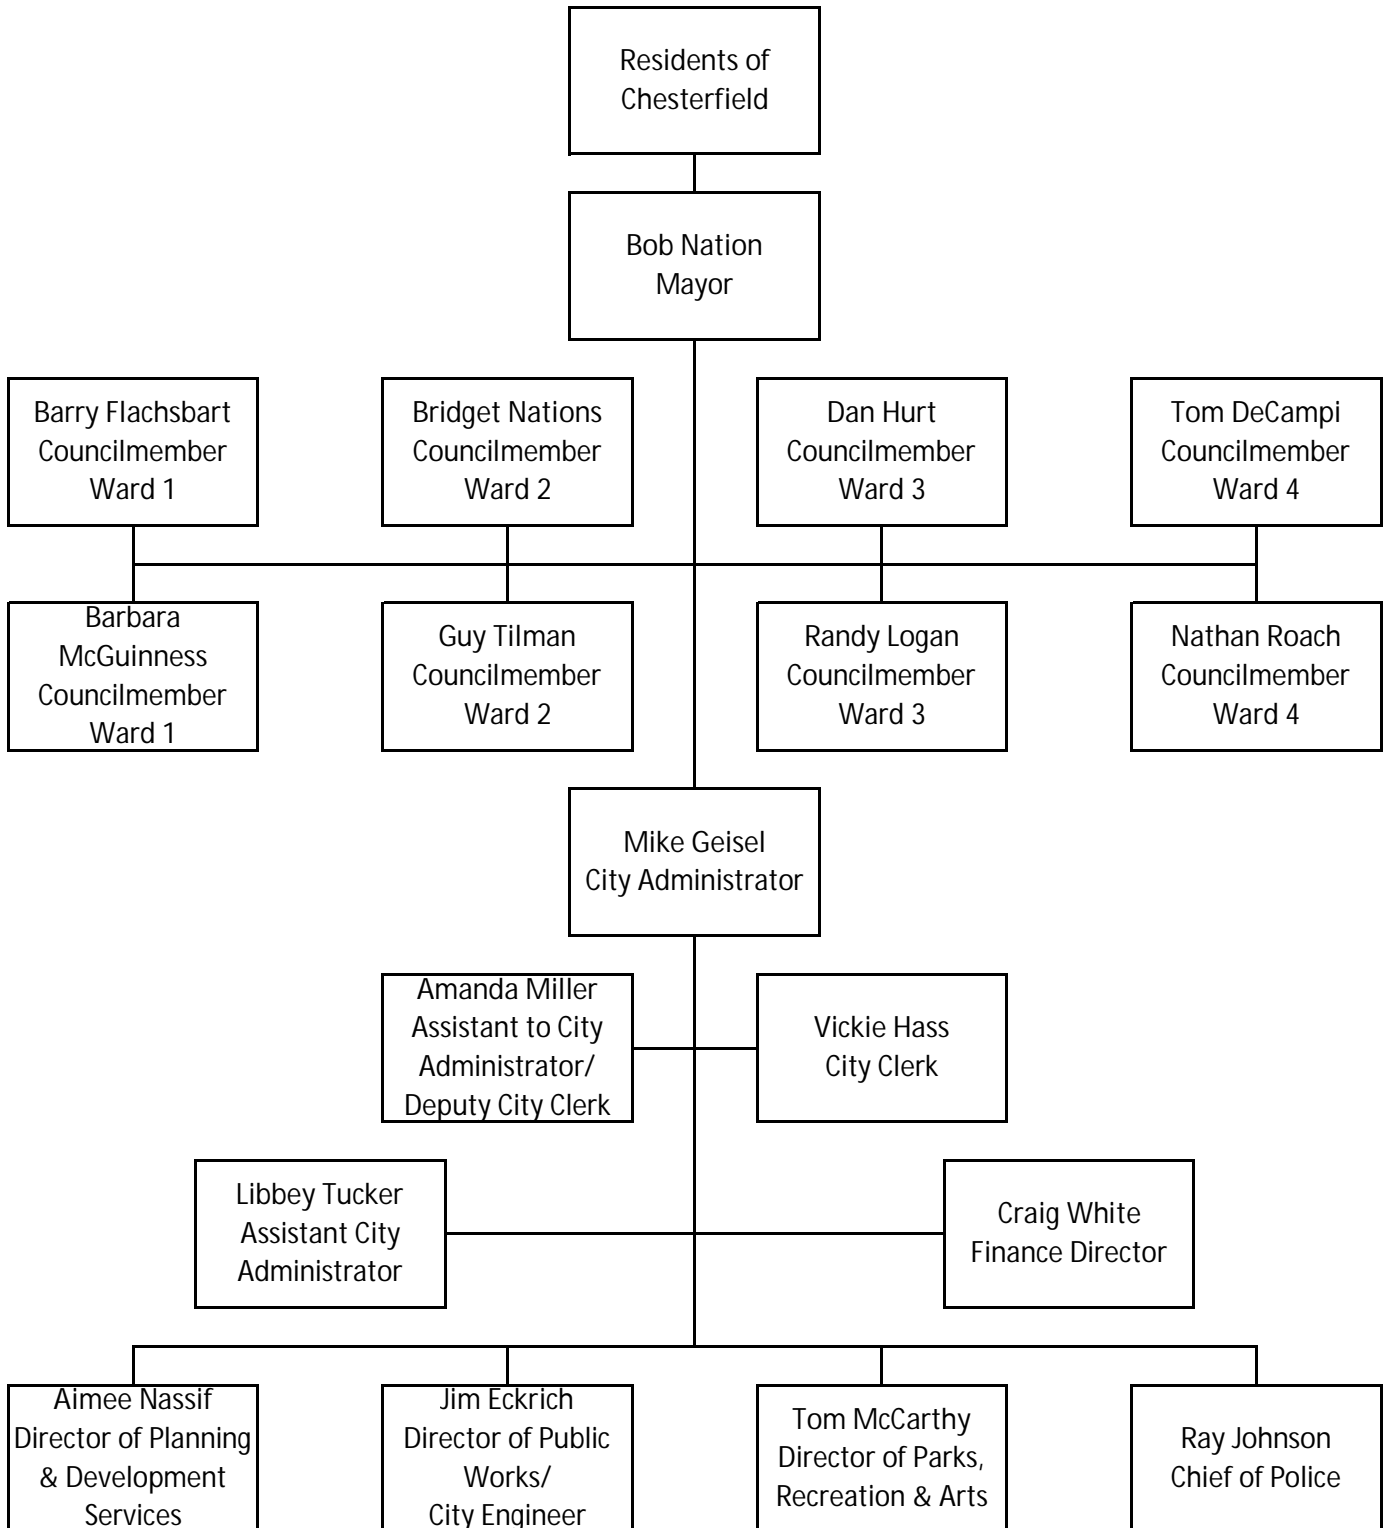 Residents of
Chesterfield
Bob Nation
Mayor
Barry Flachsbart
Councilmember
Ward 1
Bridget Nations
Councilmember
Ward 2
Dan Hurt
Councilmember
Ward 3
Tom DeCampi
Councilmember
Ward 4
Barbara
McGuinness
Councilmember
Ward 1
Guy Tilman
Councilmember
Ward 2
Randy Logan
Councilmember
Ward 3
Nathan Roach
Councilmember
Ward 4
Mike Geisel
City Administrator
Amanda Miller
Assistant to City
Administrator/
Deputy City Clerk
Vickie Hass
City Clerk
Libbey Tucker
Assistant City
Administrator
Craig White
Finance Director
Aimee Nassif
Director of Planning
& Development
Services
Jim Eckrich
Director of Public
Works/
City Engineer
Tom McCarthy
Director of Parks,
Recreation & Arts
Ray Johnson
Chief of Police